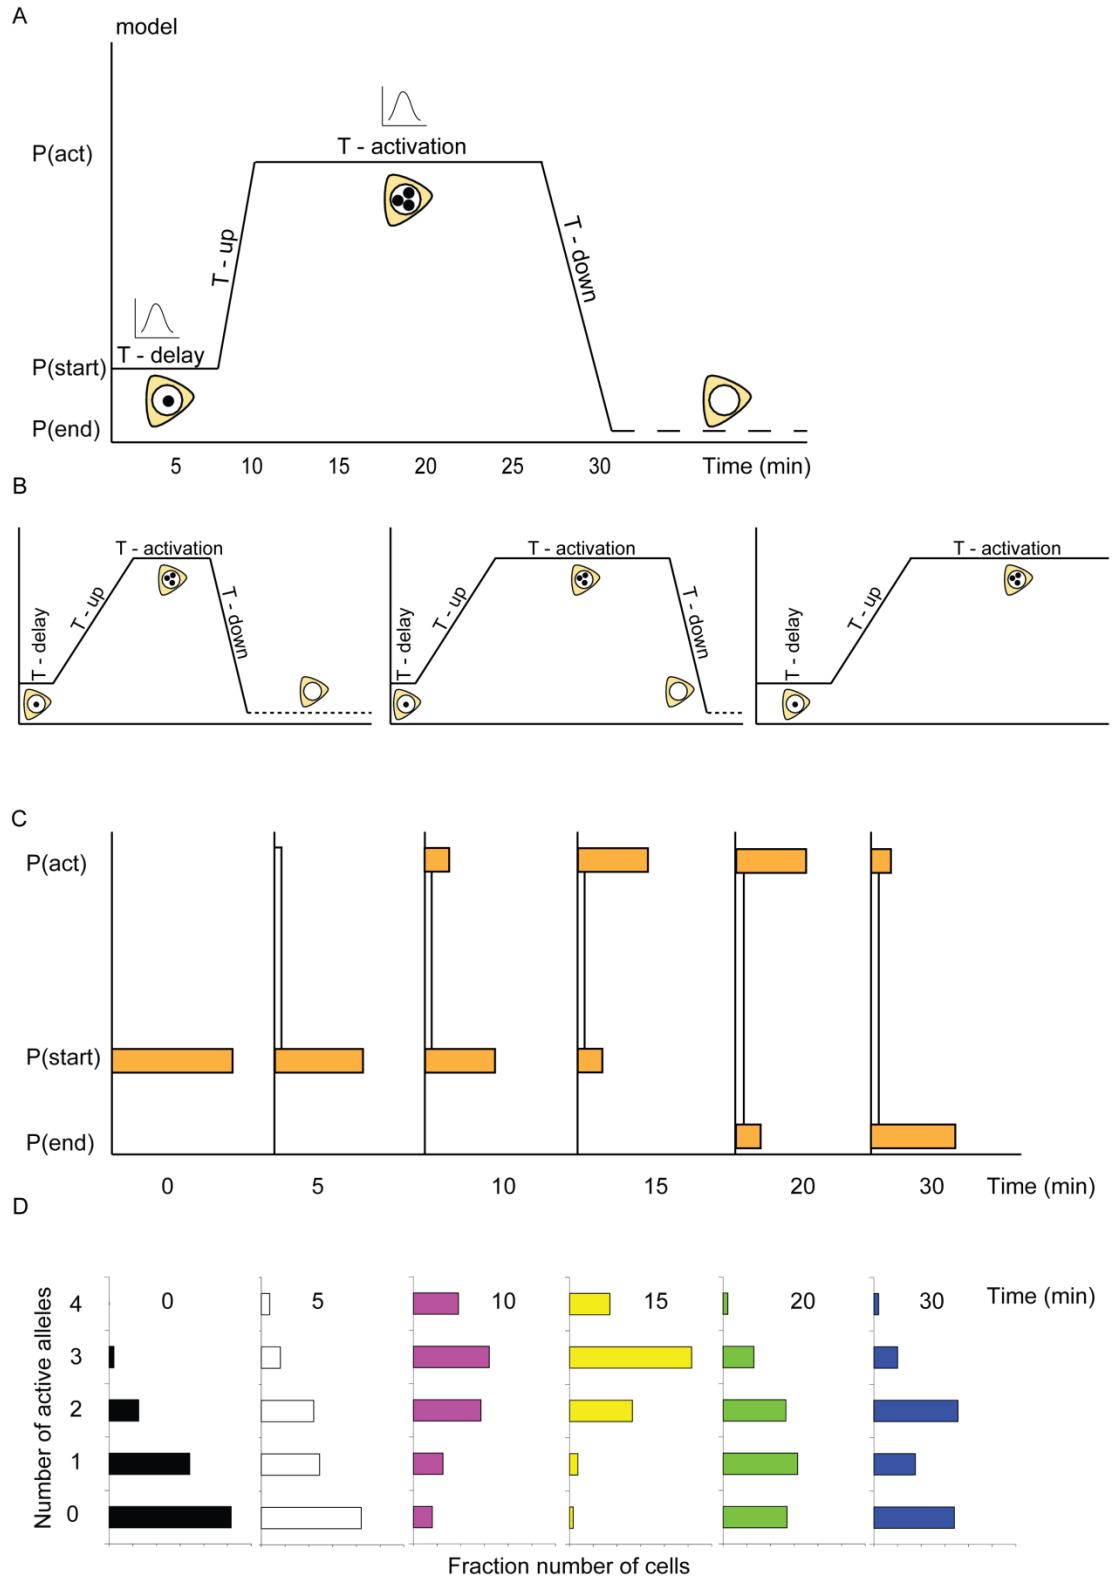 A
model
P(act)
T - activation
T - up
T - down
P(start)
T - delay
P(end)
5 10 15 20 25 30 Time (min)
B
T - delay
T - up
T - activation
T - down
T - delay
T - up
T - activation
T - down
T - delay
T - up
T - activation
C
P(act)
P(start)
P(end)
0 5 10 15 20 30 Time (min)
D
Number of active alleles
4 0 5 10 15 20 30 Time (min)
3
2
1
0
Fraction number of cells